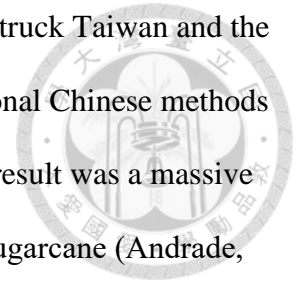 truck Taiwan and the
onal Chinese methods
result was a massive
ugarcane (Andrade,